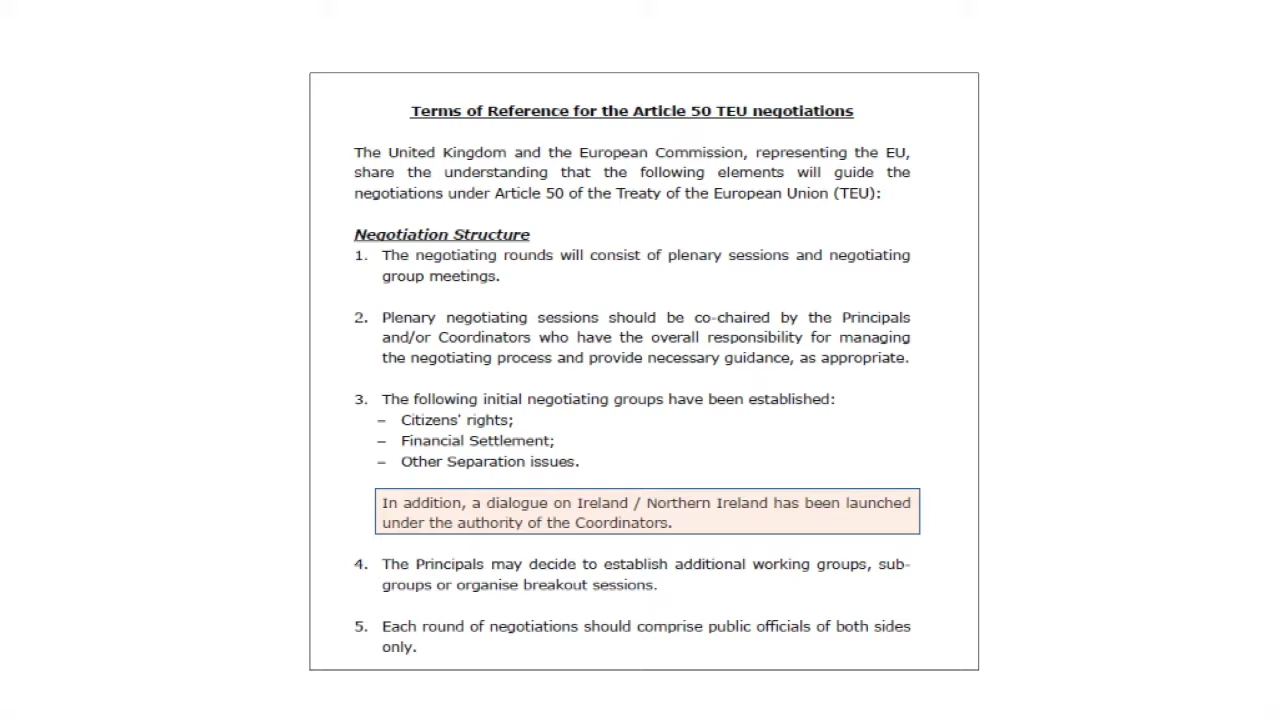 Terms of Reference for the Article 50 TEU negotiations
The United Kingdom and the European Commission, representing the EU,
share the understanding that the following elements will guide the
negotiations under Article 50 of the Treaty of the European Union (TEU):
Negotiation Structure
1. The negotiating rounds will consist of plenary sessions and negotiating
group meetings.
2. Plenary negotiating sessions should be co-chaired by the Principals
and/or Coordinators who have the overall responsibility for managing
the negotiating process and provide necessary guidance, as appropriate.
3. The following initial negotiating groups have been established:
– Citizens' rights;
– Financial Settlement;
– Other Separation issues.
In addition, a dialogue on Ireland / Northern Ireland has been launched
under the authority of the Coordinators.
4. The Principals may decide to establish additional working groups, sub-
groups or organise breakout sessions.
5. Each round of negotiations should comprise public officials of both sides
only.